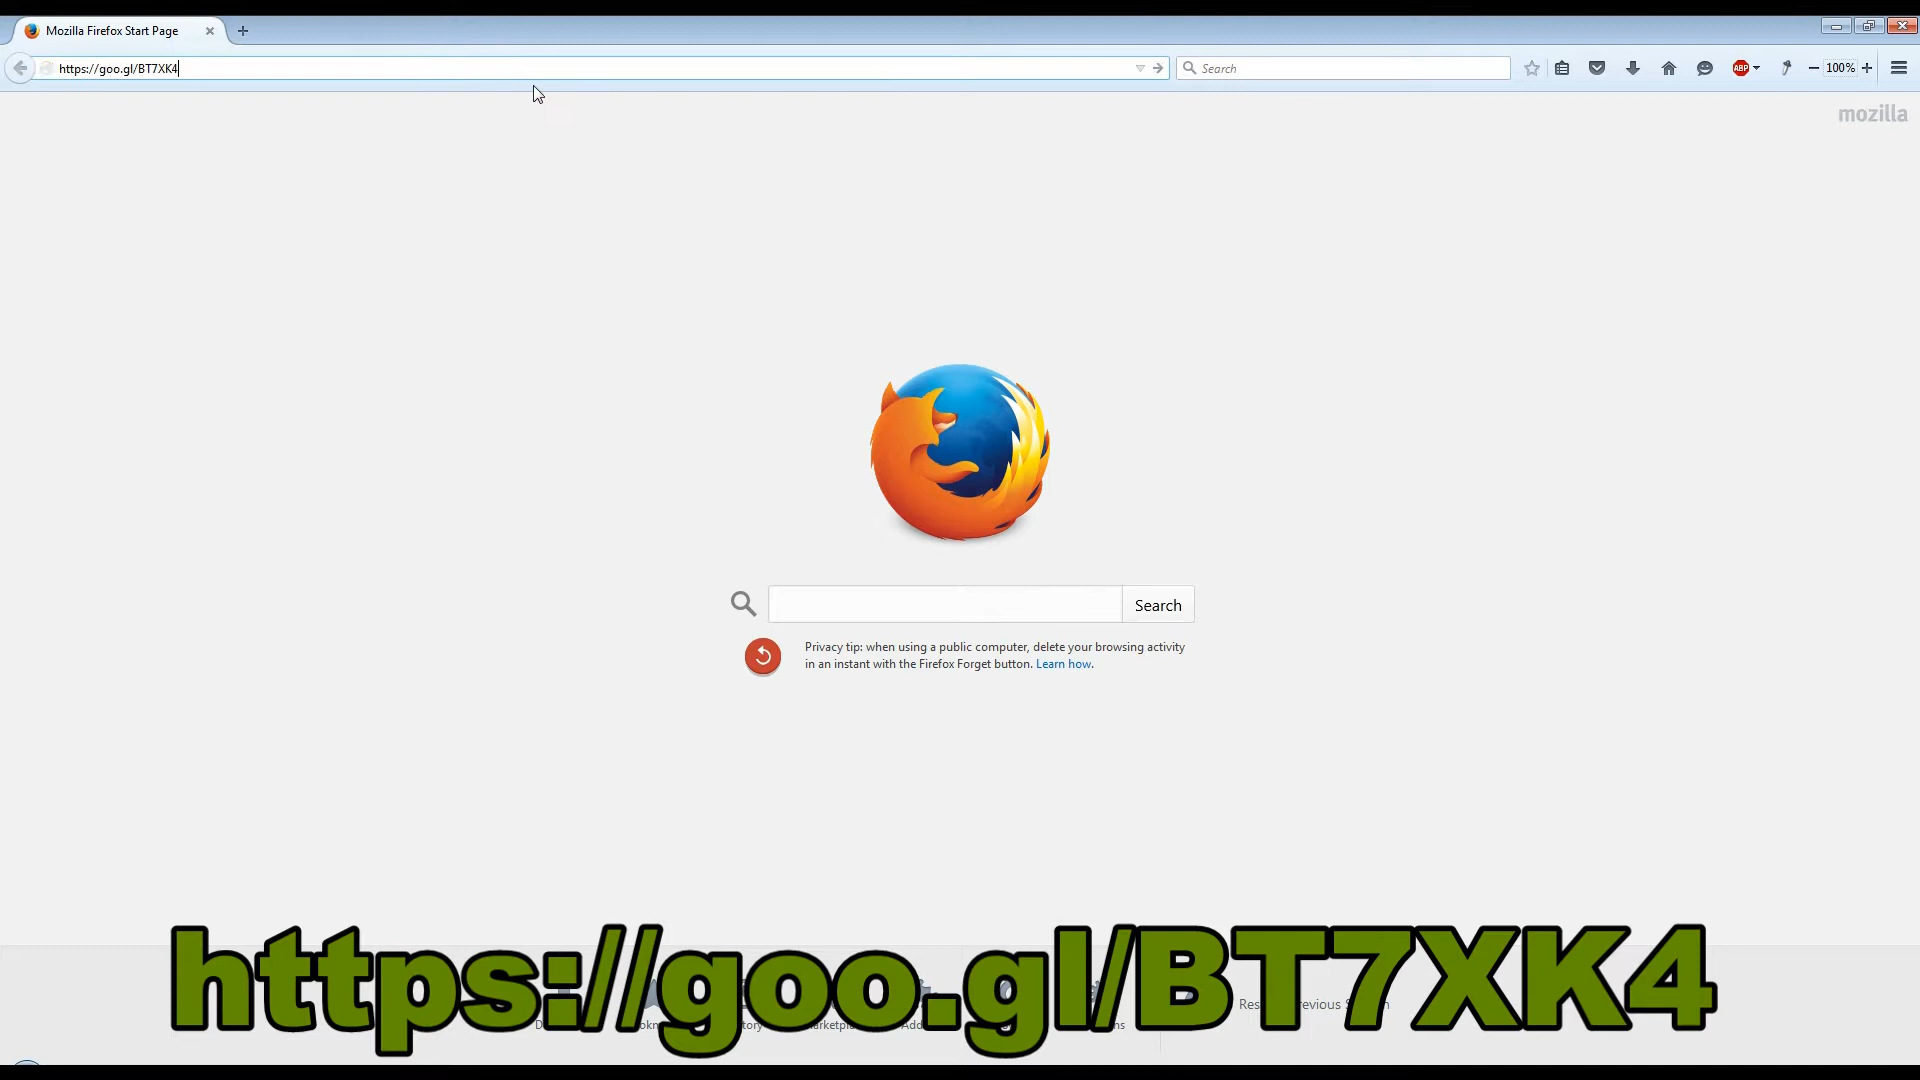 Mozilla Firefox Start Page
https://goo.gl/BT7XK4
Search
ABP
100%
mozilla
Search
Privacy tip: when using a public computer, delete your browsing activity
in an instant with the Firefox Forget button. Learn how.
https://goo.gl/BT7XK4